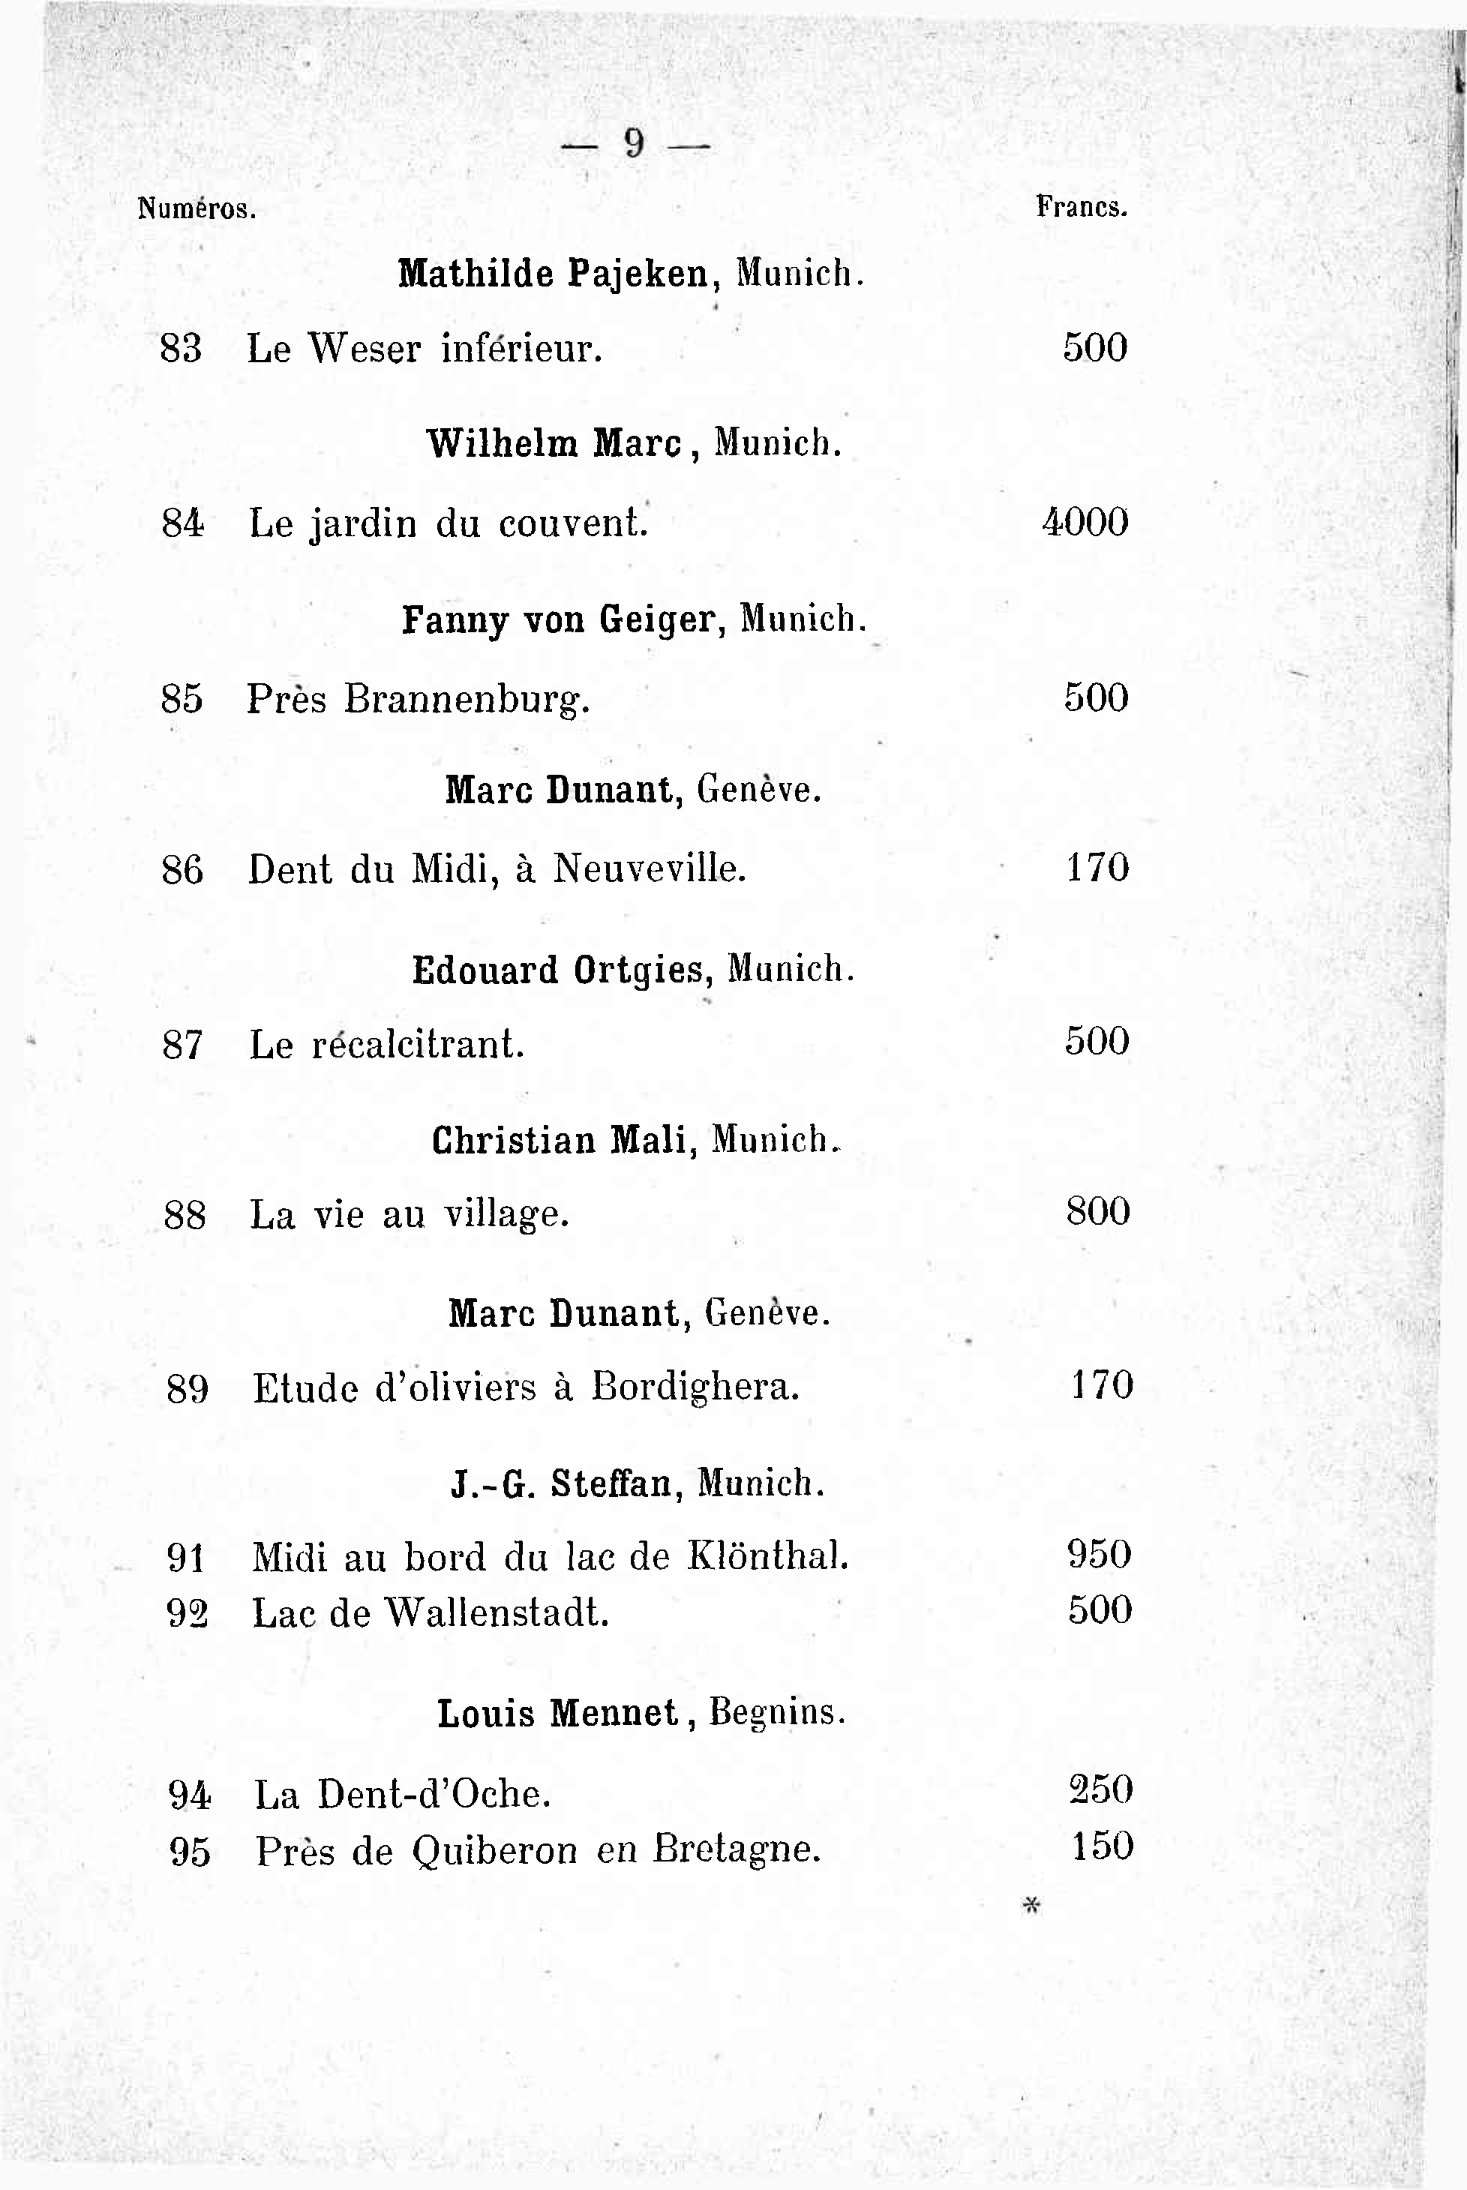 — 9 —
Numéros. Francs.
Mathilde Pajeken, Munich.
83 Le Weser inférieur. 500
Wilhelm Marc, Munich.
84 Le jardin du couvent. 4000
Fanny von Geiger, Munich.
85 Près Brannenburg. 500
Marc Dunant, Genève.
86 Dent du Midi, à Neuveville. 170
Edouard Ortgies, Munich.
87 Le récalcitrant. 500
Christian Mali, Munich.
88 La vie au village. 800
Marc Dunant, Genève.
89 Etude d'oliviers à Bordighera. 170
J.-G. Steffan, Munich.
91 Midi au bord du lac de Klönthal. 950
92 Lac de Wallenstadt. 500
Louis Mennet, Begnins.
94 La Dent-d'Oche. 250
95 Près de Quiberon en Bretagne. 150
*